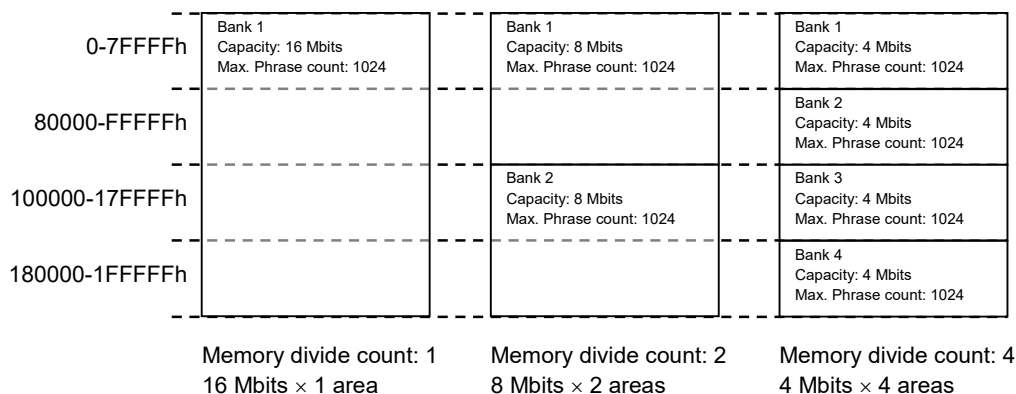 0-7FFFFh
Bank 1
Capacity: 16 Mbits
Max. Phrase count: 1024
Bank 1
Capacity: 8 Mbits
Max. Phrase count: 1024
Bank 1
Capacity: 4 Mbits
Max. Phrase count: 1024
80000-FFFFFh
Bank 2
Capacity: 4 Mbits
Max. Phrase count: 1024
100000-17FFFFh
Bank 2
Capacity: 8 Mbits
Max. Phrase count: 1024
Bank 3
Capacity: 4 Mbits
Max. Phrase count: 1024
180000-1FFFFFh
Bank 4
Capacity: 4 Mbits
Max. Phrase count: 1024
Memory divide count: 1
16 Mbits × 1 area
Memory divide count: 2
8 Mbits × 2 areas
Memory divide count: 4
4 Mbits × 4 areas